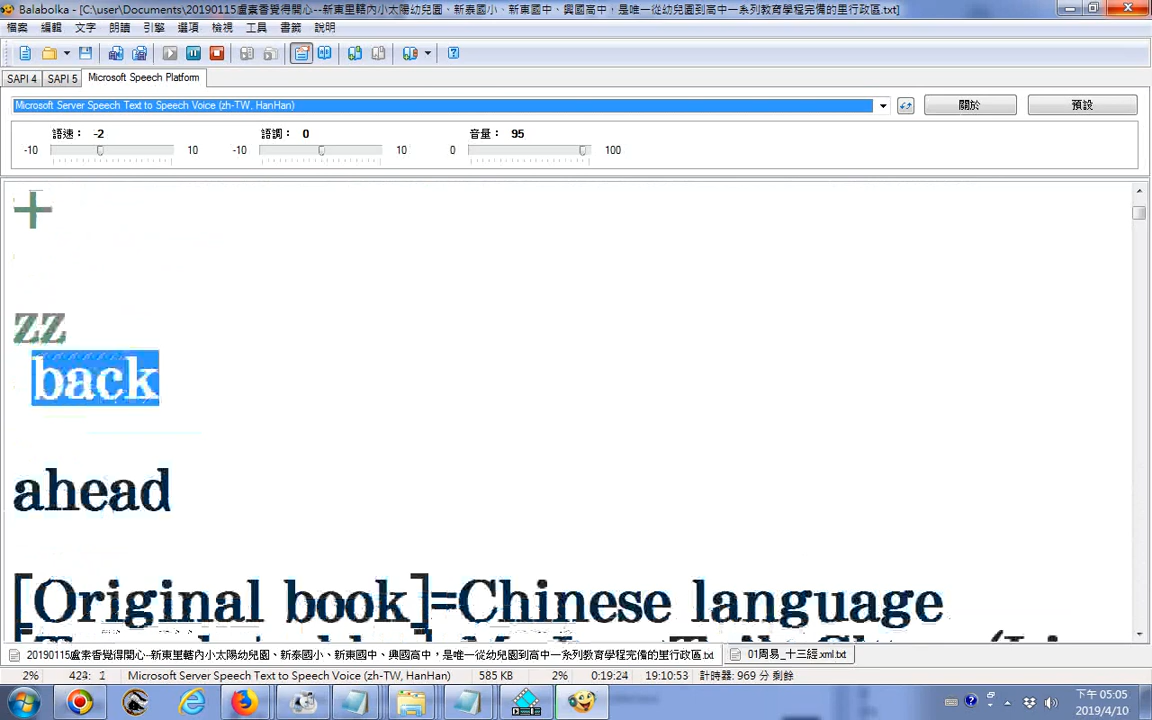 Balabolka - [C:\user\Documents\20190115盧素香覺得開心--新東里轄內小太陽幼兒園、新泰國小、新東國中、興國高中，是唯一從幼兒園到高中一系列教育學程完備的里行政區.txt]
檔案 編輯 文字 朗讀 引擎 選項 檢視 工具 書籤 說明
SAPI 4 SAPI 5 Microsoft Speech Platform
Microsoft Server Speech Text to Speech Voice (zh-TW, HanHan)
關於 預設
語速： -2 語調： 0 音量： 95
-10 10 -10 10 0 100
+
zz
back
ahead
[Original book]=Chinese language
20190115盧素香覺得開心--新東里轄內小太陽幼兒園、新泰國小、新東國中、興國高中，是唯一從幼兒園到高中一系列教育學程完備的里行政區.txt 01周易_十三經.xml.txt
2% 424: 1 Microsoft Server Speech Text to Speech Voice (zh-TW, HanHan) 585 KB 2% 0:19:24 19:10:53 計時器: 969 分 剩餘
下午 05:05
2019/4/10